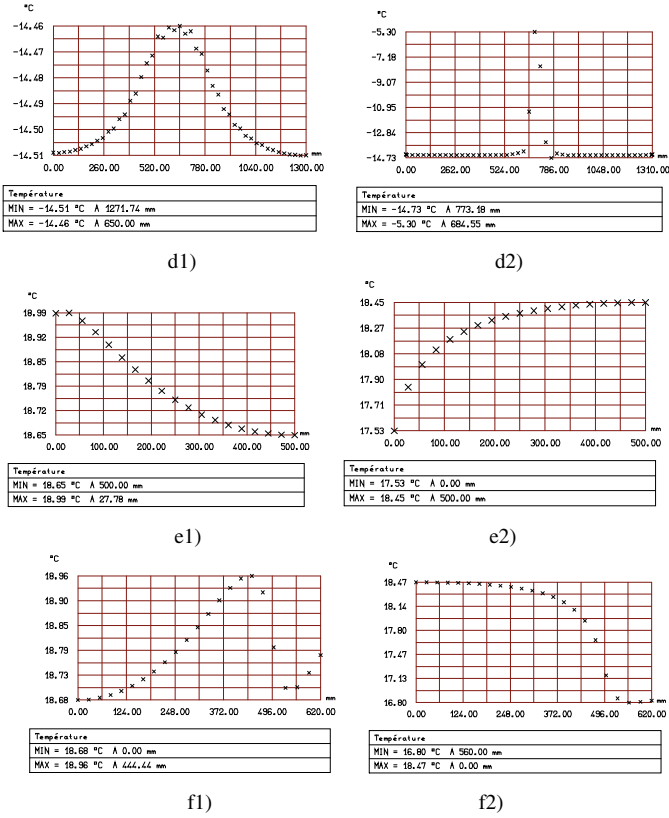 °C
-14.46
-14.47
-14.48
-14.49
-14.50
-14.51
0.00 260.00 520.00 780.00 1040.00 1300.00
mm
Température
MIN = -14.51 °C A 1271.74 mm
MAX = -14.46 °C A 650.00 mm
d1)
°C
-5.30
-7.18
-9.07
-10.95
-12.84
-14.73
0.00 262.00 524.00 786.00 1048.00 1310.00
mm
Température
MIN = -14.73 °C A 773.18 mm
MAX = -5.30 °C A 684.55 mm
d2)
°C
18.99
18.92
18.85
18.79
18.72
18.65
0.00 100.00 200.00 300.00 400.00 500.00
mm
Température
MIN = 18.65 °C A 500.00 mm
MAX = 18.99 °C A 27.78 mm
e1)
°C
18.45
18.27
18.08
17.90
17.71
17.53
0.00 100.00 200.00 300.00 400.00 500.00
mm
Température
MIN = 17.53 °C A 0.00 mm
MAX = 18.45 °C A 500.00 mm
e2)
°C
18.96
18.90
18.85
18.79
18.73
18.68
0.00 124.00 248.00 372.00 496.00 620.00
mm
Température
MIN = 18.68 °C A 0.00 mm
MAX = 18.96 °C A 444.44 mm
f1)
°C
18.47
18.14
17.80
17.47
17.13
16.80
0.00 124.00 248.00 372.00 496.00 620.00
mm
Température
MIN = 16.80 °C A 560.00 mm
MAX = 18.47 °C A 0.00 mm
f2)